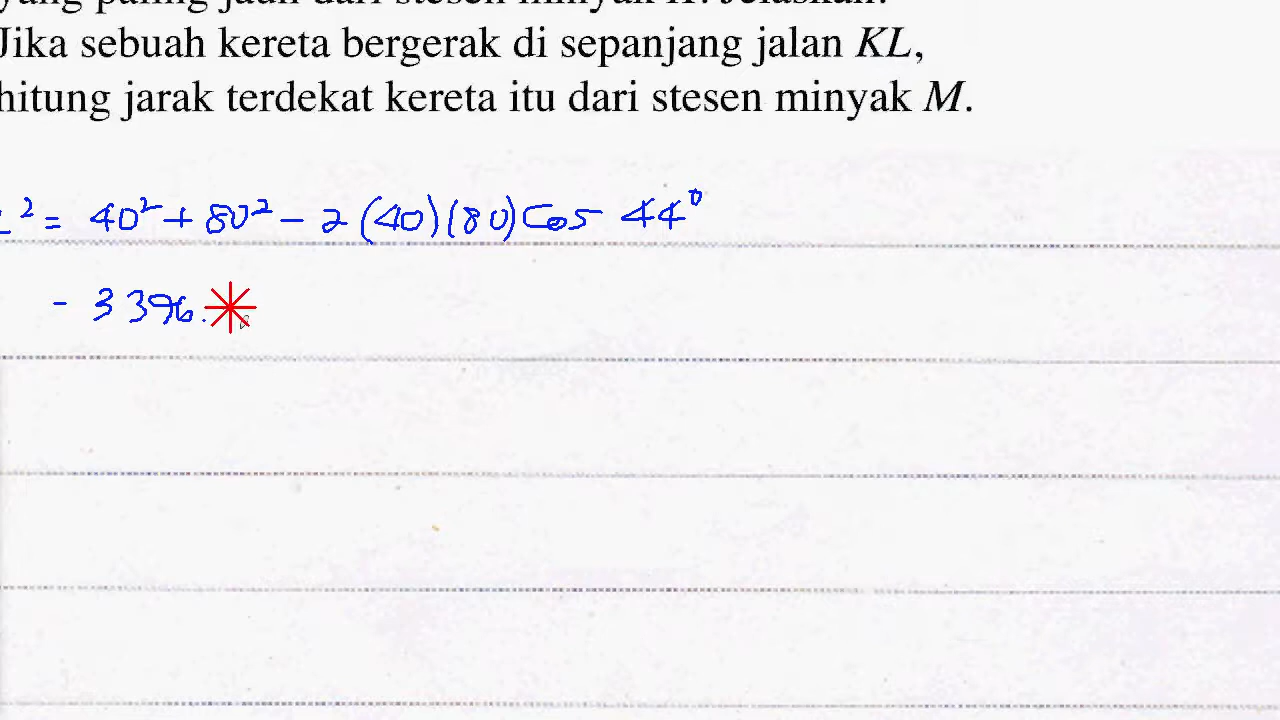 Jika sebuah kereta bergerak di sepanjang jalan KL,
hitung jarak terdekat kereta itu dari stesen minyak M.
² = 40² + 80² - 2 (40)(80) Cos 44°
- 3396.